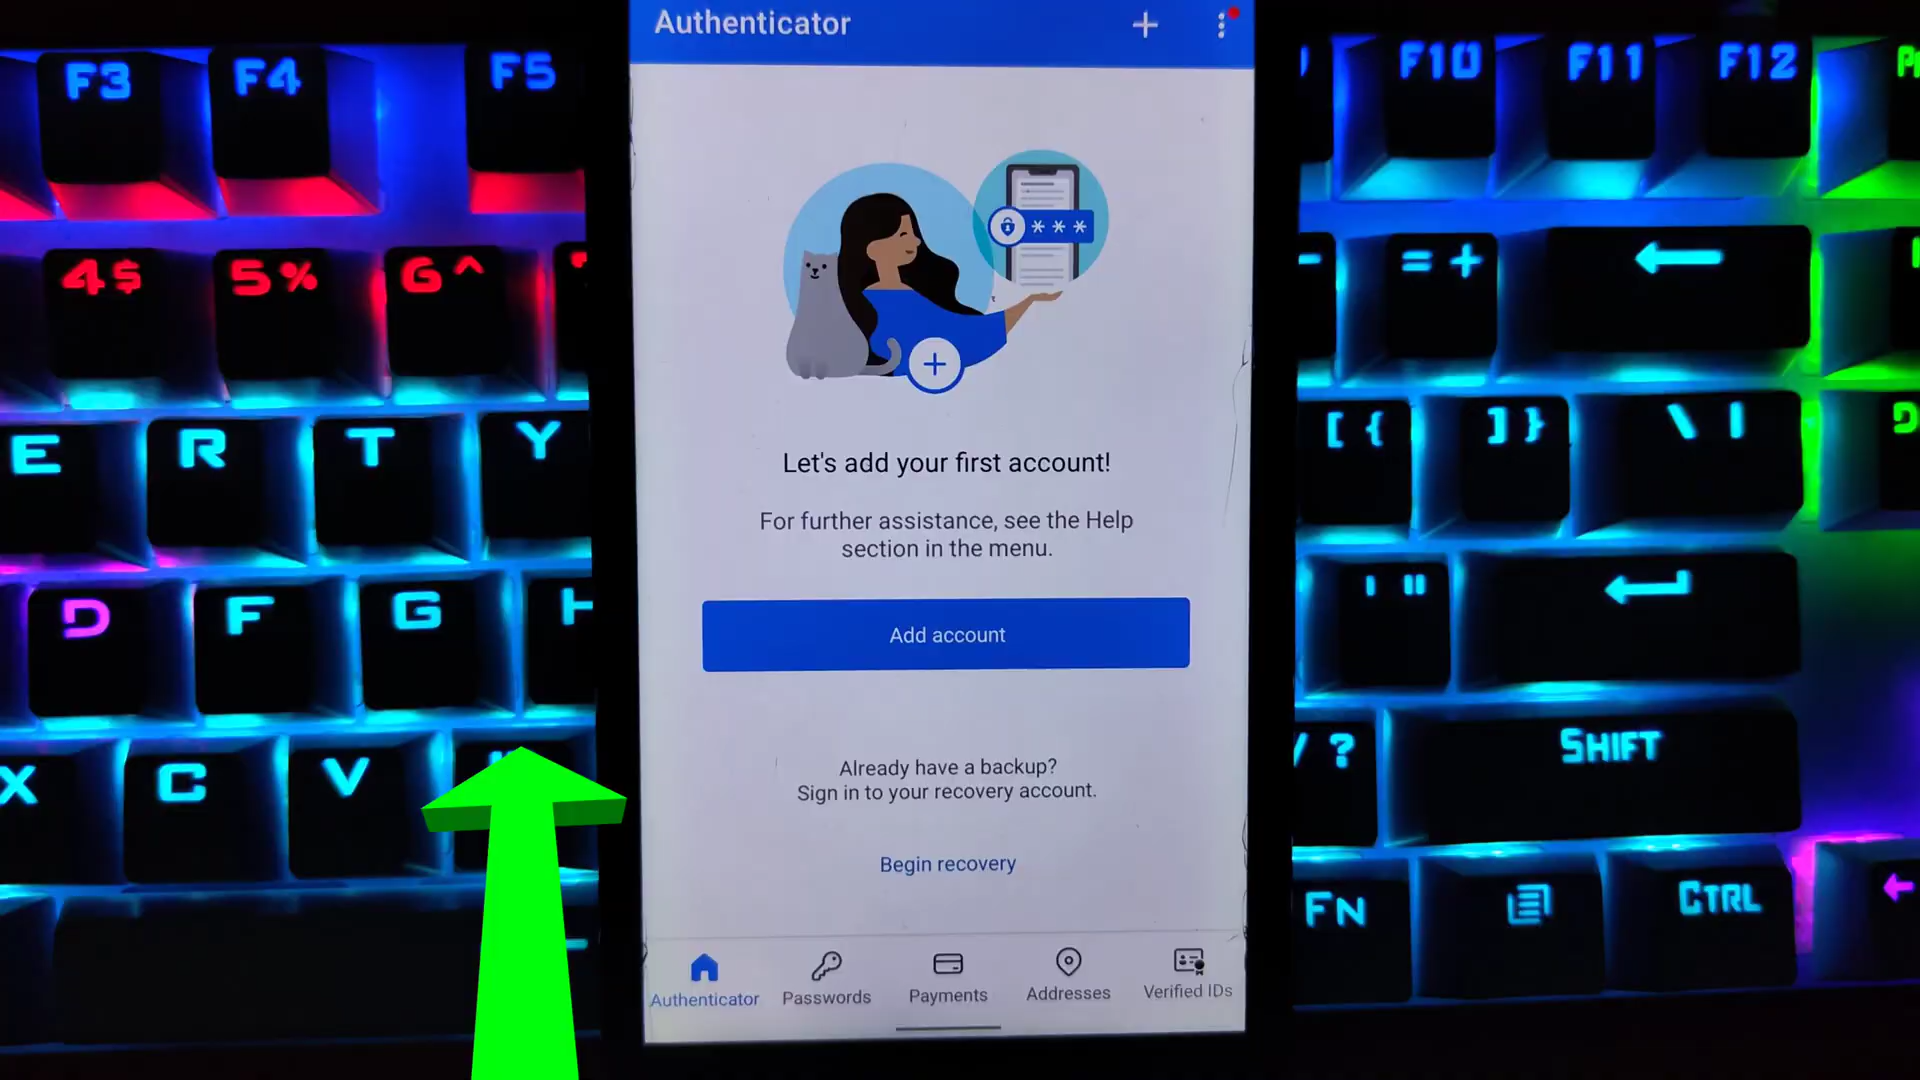 Authenticator
Let's add your first account!
For further assistance, see the Help
section in the menu.
Add account
Already have a backup?
Sign in to your recovery account.
Begin recovery
Authenticator
Passwords
Payments
Addresses
Verified IDs
F3
F4
F5
4$
5%
6^
E
R
T
Y
D
F
G
H
X
C
V
F10
F11
F12
= +
[ {
] }
\ |
' "
?
SHIFT
FN
CTRL
* * *